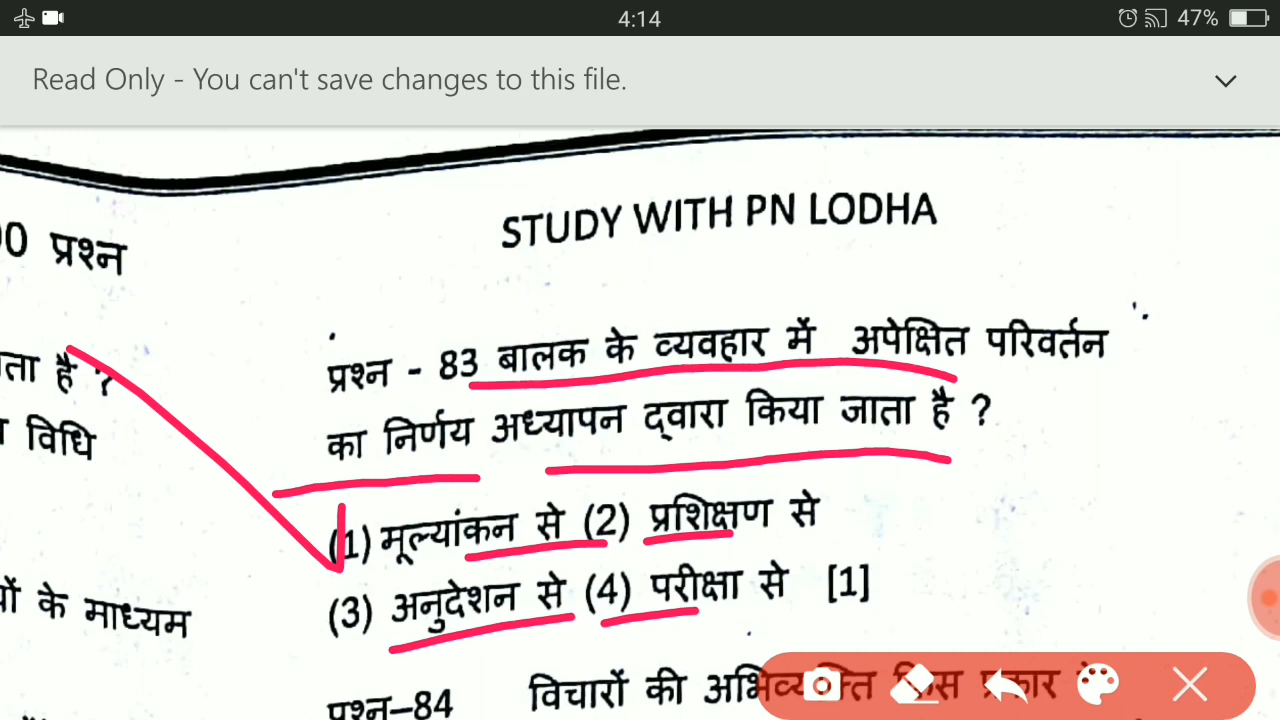 4:14
47%
Read Only - You can't save changes to this file.
0 प्रश्न
STUDY WITH PN LODHA
है ?
विधि
के माध्यम
प्रश्न - 83 बालक के व्यवहार में अपेक्षित परिवर्तन
का निर्णय अध्यापन द्वारा किया जाता है ?
(1) मूल्यांकन से (2) प्रशिक्षण से
(3) अनुदेशन से (4) परीक्षा से [1]
प्रश्न–84 विचारों की अभिव्यक्ति किस प्रकार